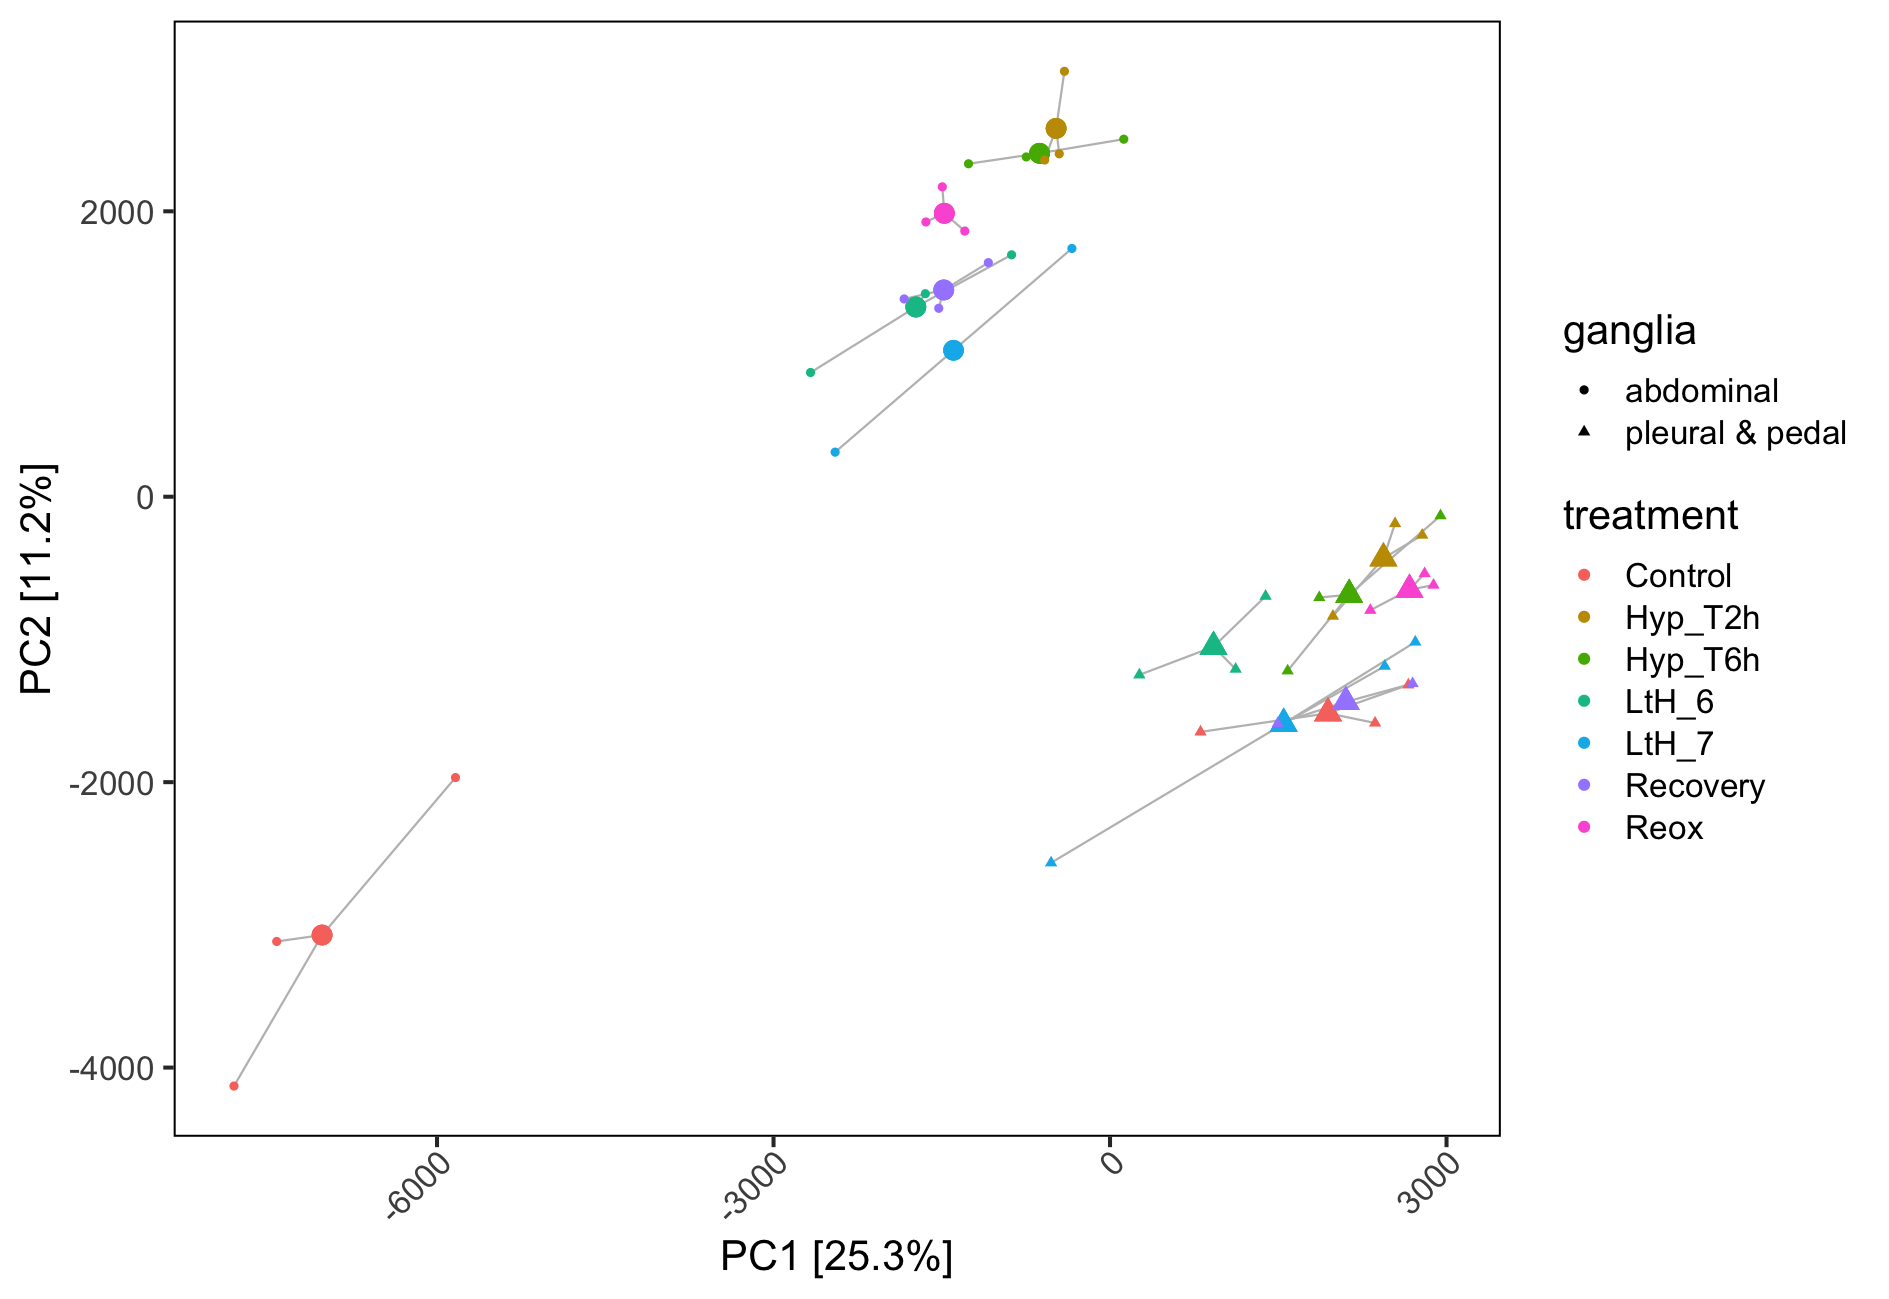 2000
0
-2000
-4000
PC2 [11.2%]
-6000
-3000
0
3000
PC1 [25.3%]
ganglia
abdominal
pleural & pedal
treatment
Control
Hyp_T2h
Hyp_T6h
LtH_6
LtH_7
Recovery
Reox